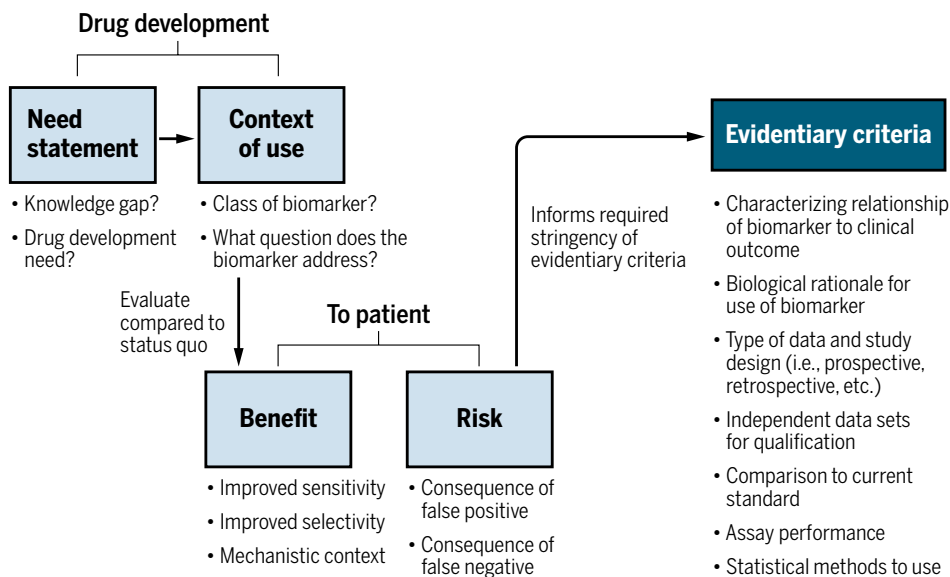 Drug development
Need
statement
Context
of use
• Knowledge gap?
• Drug development
need?
• Class of biomarker?
• What question does the
biomarker address?
Evaluate
compared to
status quo
To patient
Benefit
Risk
• Improved sensitivity
• Improved selectivity
• Mechanistic context
• Consequence of
false positive
• Consequence of
false negative
Informs required
stringency of
evidentiary criteria
Evidentiary criteria
• Characterizing relationship
of biomarker to clinical
outcome
• Biological rationale for
use of biomarker
• Type of data and study
design (i.e., prospective,
retrospective, etc.)
• Independent data sets
for qualification
• Comparison to current
standard
• Assay performance
• Statistical methods to use